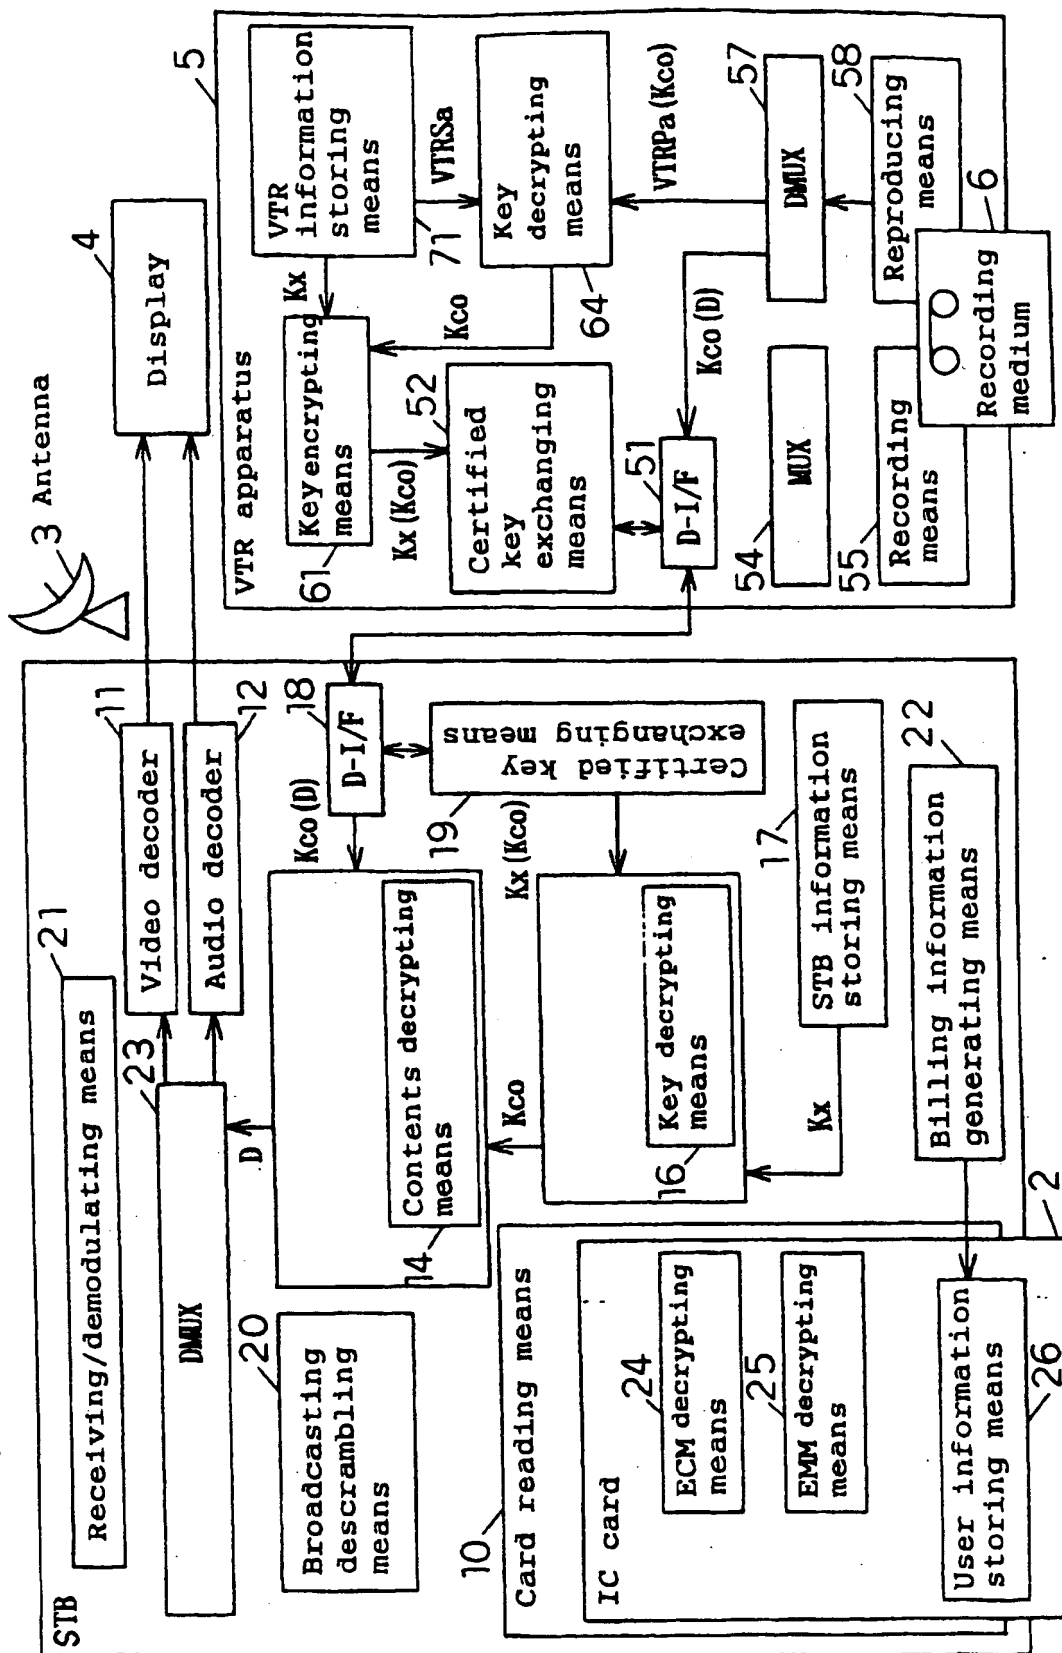 STB
Receiving/demodulating means
21
DMUX
23
Video decoder
11
Audio decoder
12
3 Antenna
Display
4
Broadcasting
descrambling
means
20
D
Contents decrypting
means
14
Kco(D)
D-I/F
18
Kco
Key decrypting
means
16
Kx(Kco)
Certified key
exchanging means
19
STB information
storing means
17
Kx
Billing information
generating means
22
Card reading means
10
IC card
2
ECM decrypting
means
24
EMM decrypting
means
25
User information
storing means
26
VTR apparatus
5
VTR
information
storing
means
71
VTRSa
Kx
Keyencrypting
means
61
Kco
Key
decrypting
means
64
Kx(Kco)
Certified
key
exchanging
means
52
VTRPa(Kco)
D-I/F
51
Kco(D)
MUX
54
DMUX
57
Recording
means
55
Reproducing
means
58
Recording
medium
6